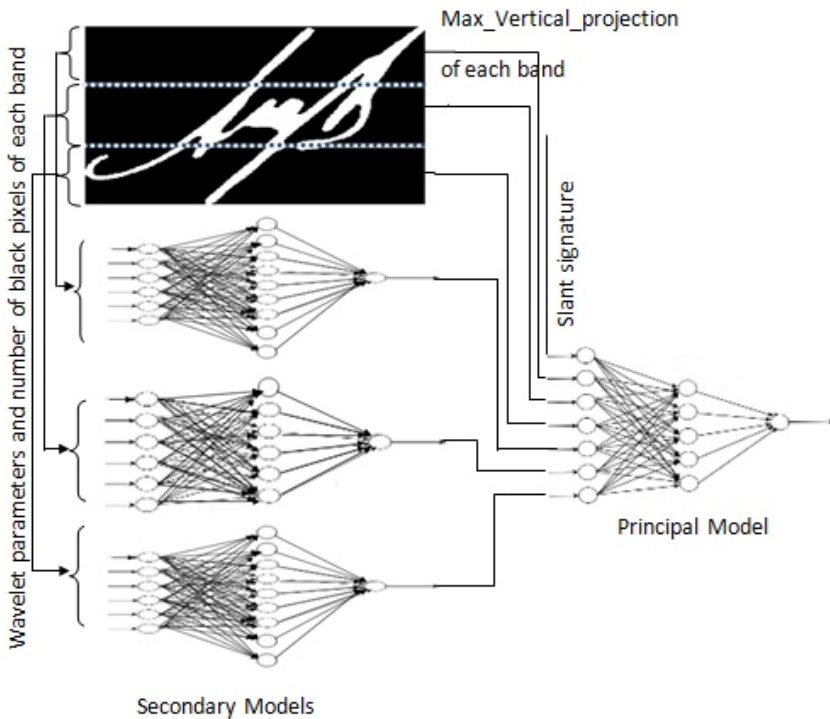 Max_Vertical_projection
of each band
Wavelet parameters and number of black pixels of each band
Slant signature
Principal Model
Secondary Models